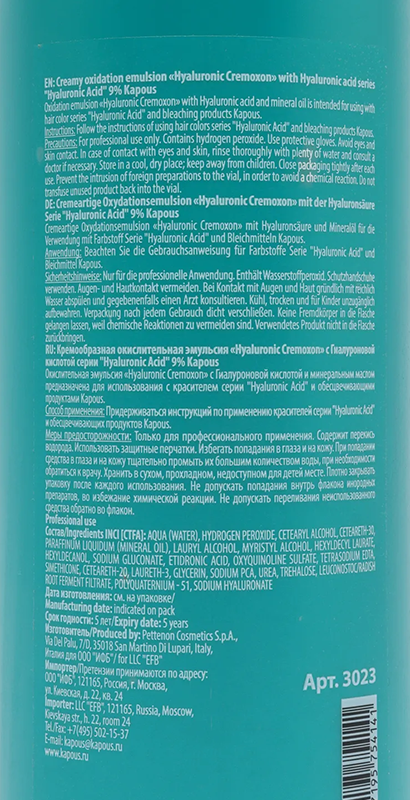 EN: Creamy oxidation emulsion «Hyaluronic Cremoxon» with Hyaluronic acid series
"Hyaluronic Acid" 9% Kapous
Oxidation emulsion «Hyaluronic Cremoxon» with Hyaluronic acid and mineral oil is intended for using with
hair color series "Hyaluronic Acid" and bleaching products Kapous.
Instructions: Follow the instructions of using hair colors series "Hyaluronic Acid" and bleaching products Kapous.
Precautions: For professional use only. Contains hydrogen peroxide. Use protective gloves. Avoid eyes and
skin contact. In case of contact with eyes and skin, rinse thoroughly with plenty of water and consult a
doctor if necessary. Store in a cool, dry place; keep away from children. Close packaging tightly after each
use. Prevent the intrusion of foreign preparations to the vial, in order to avoid a chemical reaction. Do not
transfuse unused product back into the vial.
DE: Cremeartige Oxydationsemulsion «Hyaluronic Cremoxon» mit der Hyaluronsäure
Serie "Hyaluronic Acid" 9% Kapous
Cremeartige Oxydationsemulsion «Hyaluronic Cremoxon» mit Hyaluronsäure und Mineralöl für die
Verwendung mit Farbstoff Serie "Hyaluronic Acid" und Bleichmitteln Kapous.
Anwendung: Beachten Sie die Gebrauchsanweisung für Farbstoffe Serie "Hyaluronic Acid" und
Bleichmittel Kapous.
Sicherheitshinweise: Nur für die professionelle Anwendung. Enthält Wasserstoffperoxid. Schutzhandschuhe
verwenden. Augen- und Hautkontakt vermeiden. Bei Kontakt mit Augen und Haut gründlich mit reichlich
Wasser abspülen und gegebenenfalls einen Arzt konsultieren. Kühl, trocken und für Kinder unzugänglich
aufbewahren. Verpackung nach jedem Gebrauch dicht verschließen. Keine Fremdkörper in die Flasche
gelangen lassen, weil chemische Reaktionen zu vermeiden sind. Verwendetes Produkt nicht in die Flasche
zurückbringen.
RU: Кремообразная окислительная эмульсия «Hyaluronic Cremoxon» с Гиалуроновой
кислотой серии "Hyaluronic Acid" 9% Kapous
Окислительная эмульсия «Hyaluronic Cremoxon» с Гиалуроновой кислотой и минеральным маслом
предназначена для использования с красителем серии "Hyaluronic Acid" и обесцвечивающими
продуктами Kapous.
Способ применения: Придерживаться инструкций по применению красителей серии "Hyaluronic Acid"
и обесцвечивающих продуктов Kapous.
Меры предосторожности: Только для профессионального применения. Содержит перекись
водорода. Использовать защитные перчатки. Избегать попадания в глаза и на кожу. При попадании
средства в глаза и на кожу тщательно промыть их большим количеством воды, при необходимости
обратиться к врачу. Хранить в сухом, прохладном, недоступном для детей месте. Плотно закрывать
упаковку после каждого использования. Не допускать попадания внутрь флакона инородных
препаратов, во избежание химической реакции. Не допускать переливания неиспользованного
средства обратно во флакон.
Professional use
Состав/Ingredients INCI (CTFA): AQUA (WATER), HYDROGEN PEROXIDE, CETEARYL ALCOHOL, CETEARETH-30,
PARAFFINUM LIQUIDUM (MINERAL OIL), LAURYL ALCOHOL, MYRISTYL ALCOHOL, HEXYLDECYL LAURATE,
HEXYLDECANOL, SODIUM GLUCONATE, ETIDRONIC ACID, OXYQUINOLINE SULFATE, TETRASODIUM EDTA,
SIMETHICONE, CETEARETH-20, LAURETH-3, GLYCERIN, SODIUM PCA, UREA, TREHALOSE, LEUCONOSTOC/RADISH
ROOT FERMENT FILTRATE, POLYQUATERNIUM - 51, SODIUM HYALURONATE
Дата изготовления: см. на упаковке/
Manufacturing date: indicated on pack
Срок годности: 5 лет/Expiry date: 5 years
Изготовитель/Produced by: Pettenon Cosmetics S.p.A.,
Via Del Palu, 7/D, 35018 San Martino Di Lupari, Italy,
Италия для ООО "ИФБ"/ for LLC "EFB"
Импортер/Претензии принимаются по адресу:
ООО "ИФБ", 121165, Россия, г. Москва,
ул. Киевская, д. 22, кв. 24
Importer: LLC "EFB", 121165, Russia, Moscow,
Kievskaya str., h. 22, room 24
Tel./Fax: +7(495) 502-15-37
E-mail: kapous@kapous.ru
www.kapous.ru
Арт. 3023